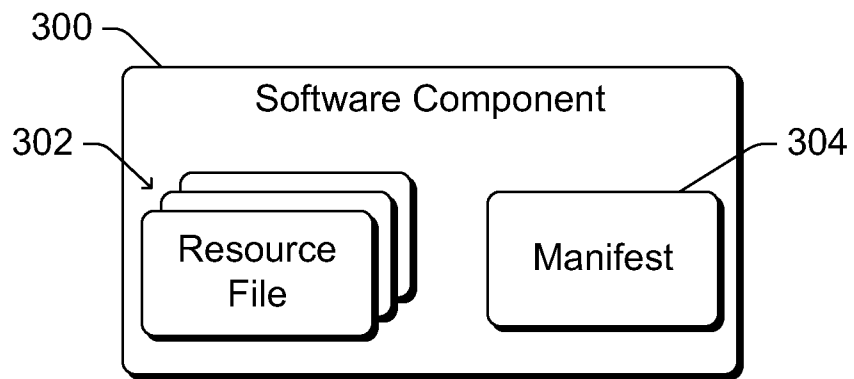 300
Software Component
302
304
Resource
File
Manifest